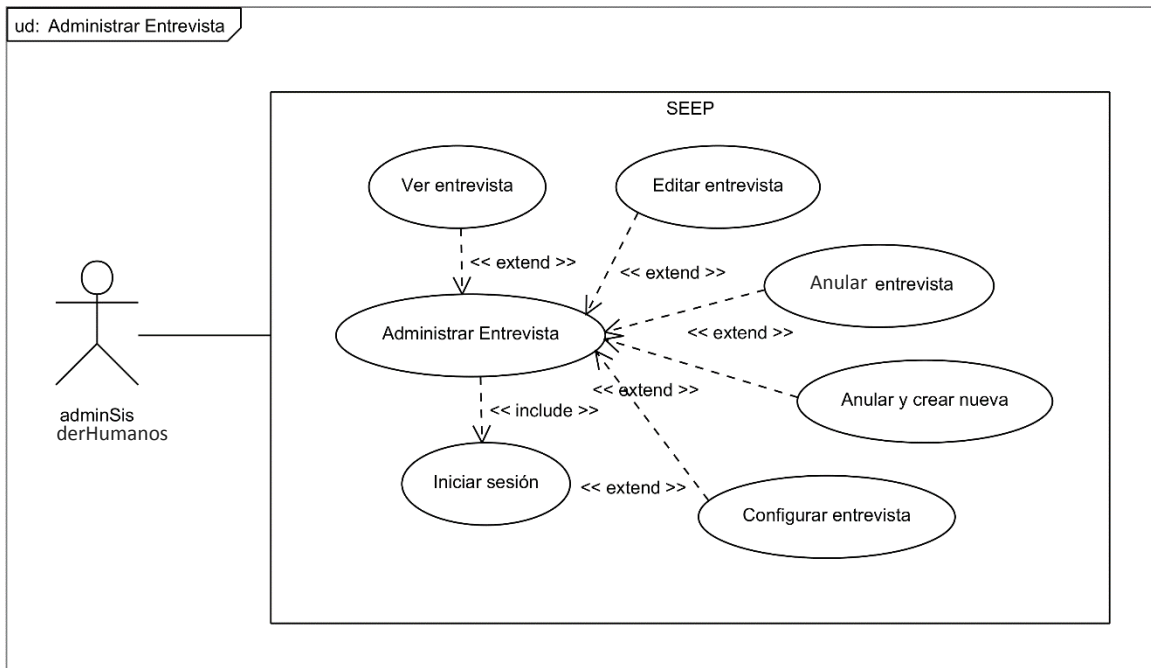 ud: Administrar Entrevista
SEEP
Ver entrevista
Editar entrevista
<< extend >>
<< extend >>
Anular entrevista
Administrar Entrevista
<< extend >>
<< include >>
<< extend >>
Anular y crear nueva
adminSis
derHumanos
Iniciar sesión
<< extend >>
Configurar entrevista